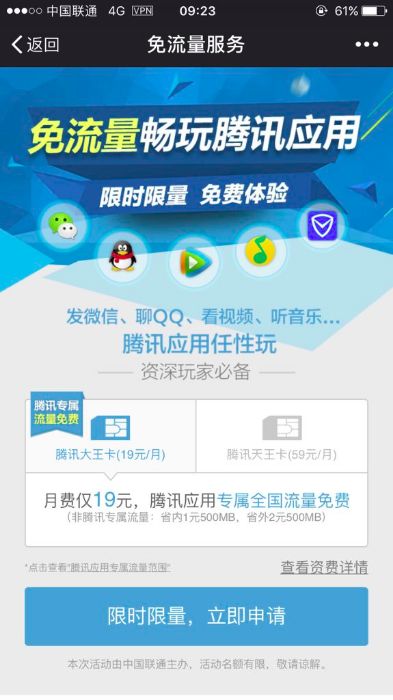 中国联通 4G VPN 09:23 61%
返回 免流量服务
免流量畅玩腾讯应用
限时限量 免费体验
发微信、聊QQ、看视频、听音乐...
腾讯应用任性玩
资深玩家必备
腾讯专属
流量免费
腾讯大王卡(19元/月) 腾讯天王卡(59元/月)
月费仅19元，腾讯应用专属全国流量免费
(非腾讯专属流量：省内1元500MB，省外2元500MB)
*点击查看"腾讯应用专属流量范围" 查看资费详情
限时限量，立即申请
本次活动由中国联通主办，活动名额有限，敬请谅解。